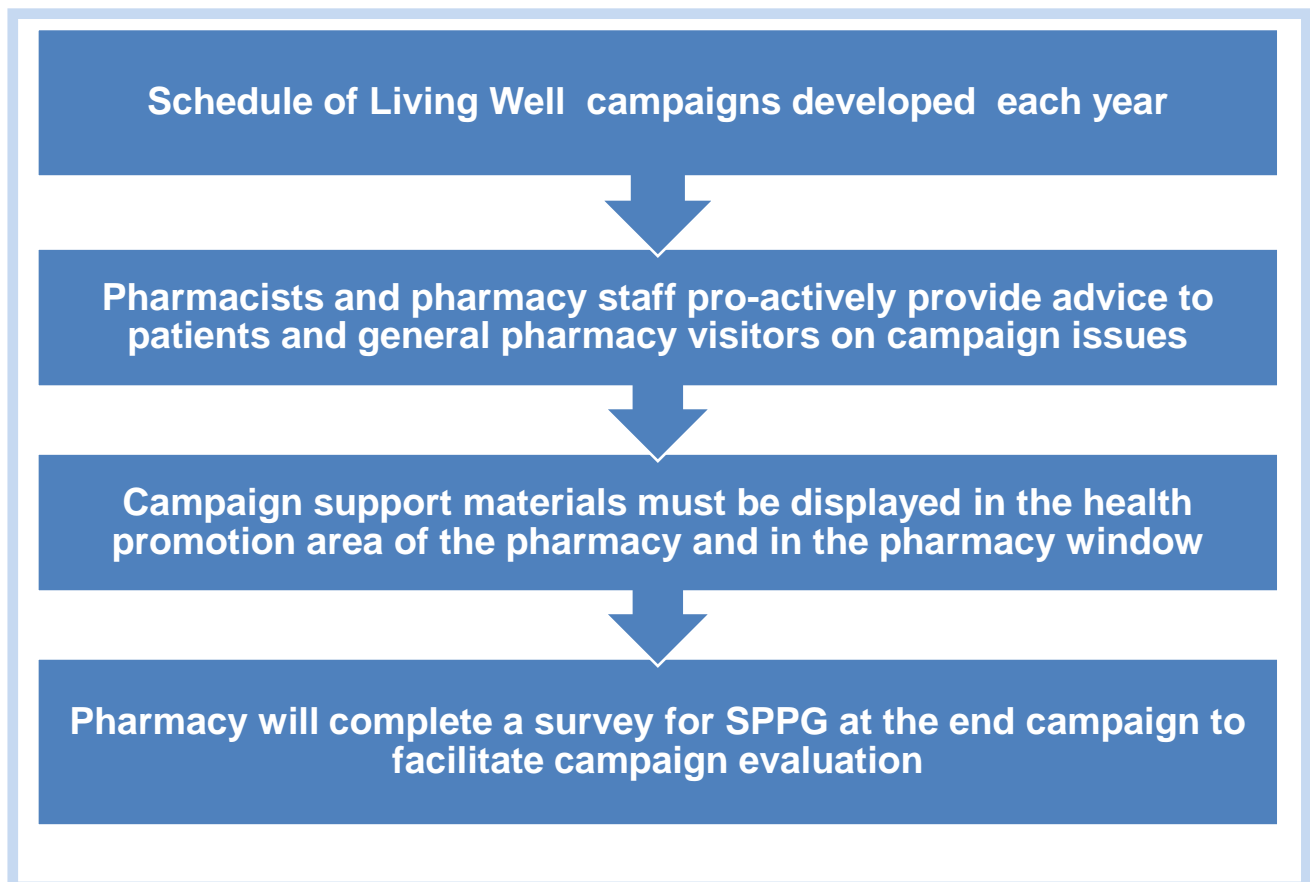 Schedule of Living Well  campaigns developed  each year
Pharmacists and pharmacy staff pro-actively provide advice to
patients and general pharmacy visitors on campaign issues
Campaign support materials must be displayed in the health
promotion area of the pharmacy and in the pharmacy window
Pharmacy will complete a survey for SPPG at the end campaign to
facilitate campaign evaluation